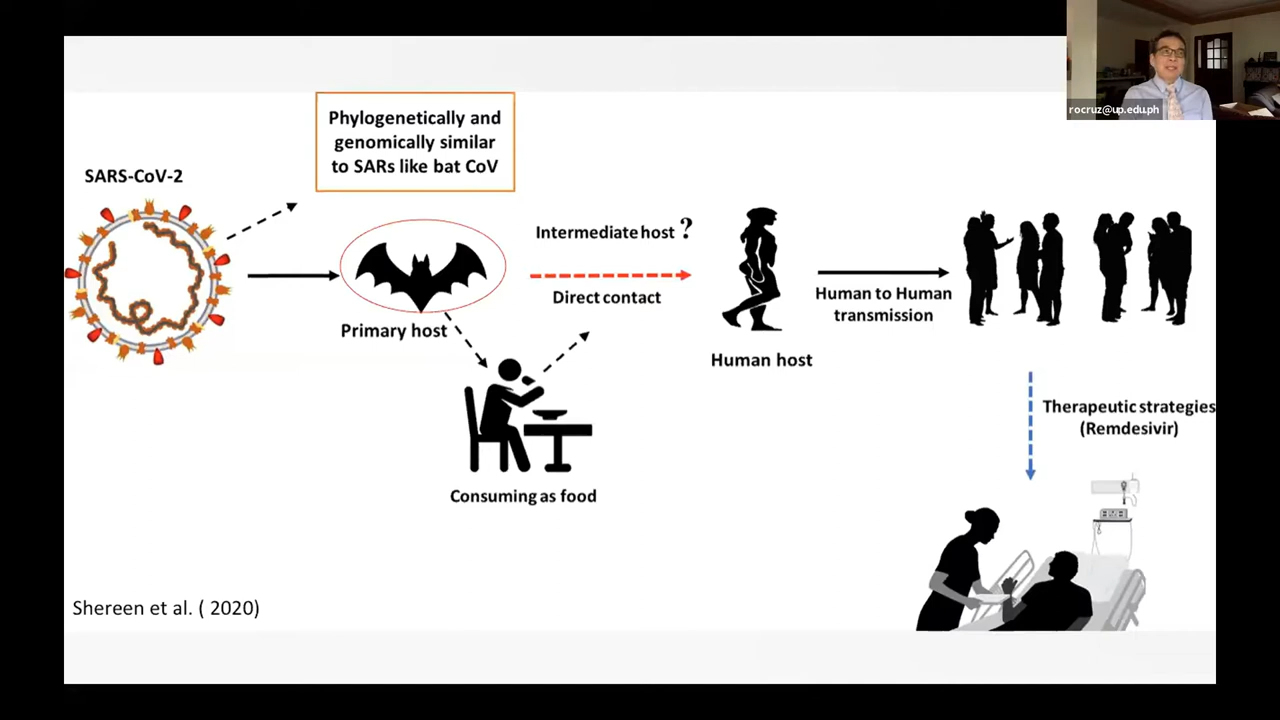 rocruz@up.edu.ph
Phylogenetically and
genomically similar
to SARs like bat CoV
SARS-CoV-2
Intermediate host ?
Direct contact
Primary host
Human to Human
transmission
Human host
Therapeutic strategies
(Remdesivir)
Consuming as food
Shereen et al. ( 2020)